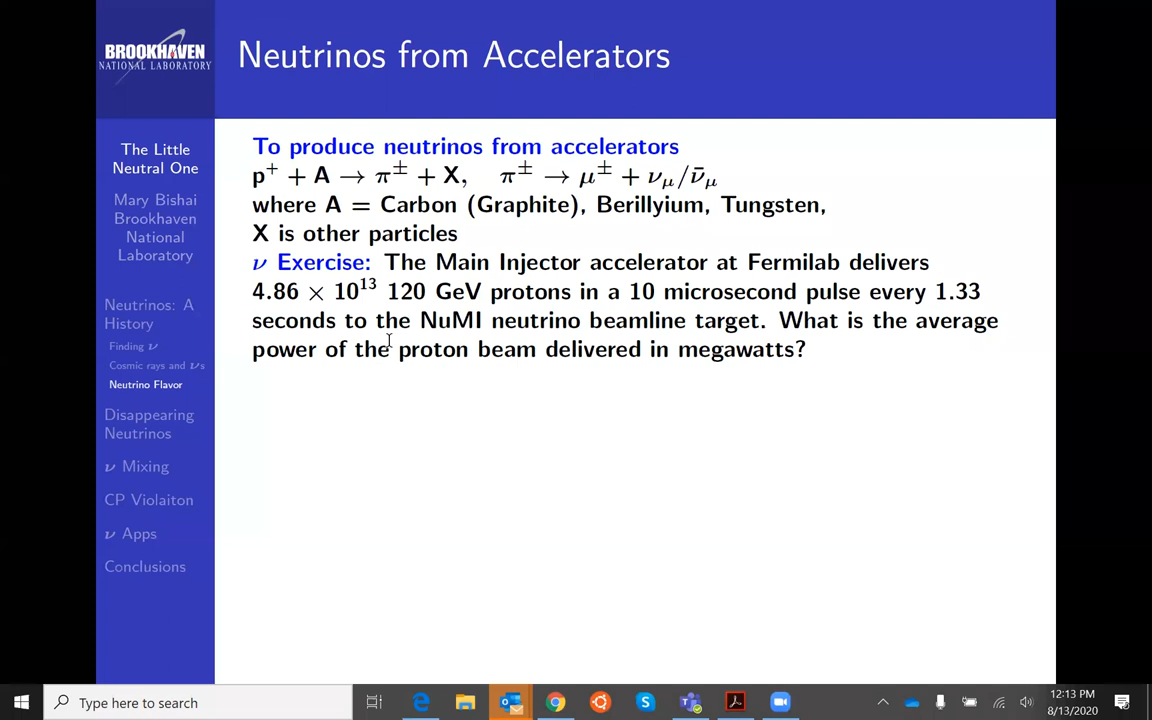 BROOKHAVEN
NATIONAL LABORATORY
Neutrinos from Accelerators
The Little
Neutral One
Mary Bishai
Brookhaven
National
Laboratory
Neutrinos: A
History
Finding ν
Cosmic rays and νs
Neutrino Flavor
Disappearing
Neutrinos
ν Mixing
CP Violaiton
ν Apps
Conclusions
To produce neutrinos from accelerators
p⁺ + A → π± + X, π± → μ± + νμ/ν̄μ
where A = Carbon (Graphite), Berillyium, Tungsten,
X is other particles
ν Exercise: The Main Injector accelerator at Fermilab delivers
4.86 × 10¹³ 120 GeV protons in a 10 microsecond pulse every 1.33
seconds to the NuMI neutrino beamline target. What is the average
power of the proton beam delivered in megawatts?
Type here to search
12:13 PM
8/13/2020